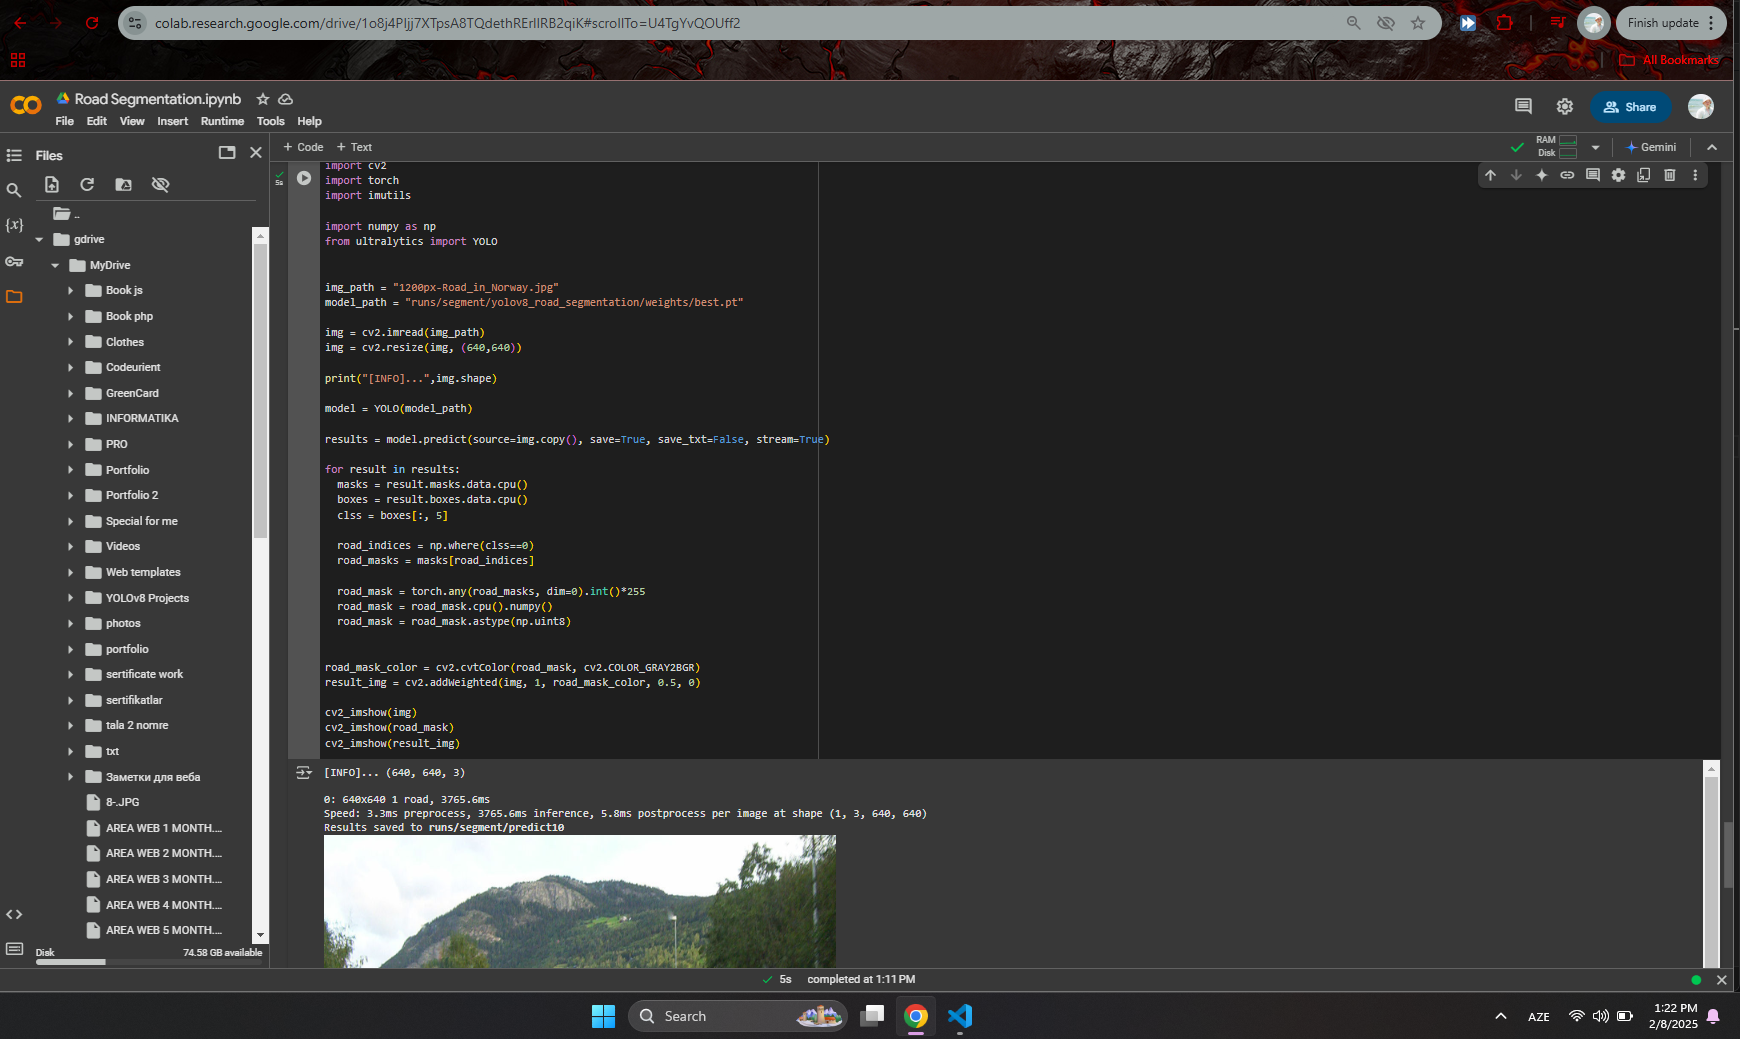 colab.research.google.com/drive/1o8j4Pljj7XTpsA8TQdethRErllRB2qiK#scrollTo=U4TgYvQOUff2
Finish update
All Bookmarks
Road Segmentation.ipynb
File Edit View Insert Runtime Tools Help
Share
Files
+ Code + Text
RAM
Disk
Gemini
{x}
..
gdrive
MyDrive
Book js
Book php
Clothes
Codeurient
GreenCard
INFORMATIKA
PRO
Portfolio
Portfolio 2
Special for me
Videos
Web templates
YOLOv8 Projects
photos
portfolio
sertificate work
sertifikatlar
tala 2 nomre
txt
Заметки для веба
8-.JPG
AREA WEB 1 MONTH....
AREA WEB 2 MONTH....
AREA WEB 3 MONTH....
AREA WEB 4 MONTH....
AREA WEB 5 MONTH....
Disk 74.58 GB available
5s
import cv2
import torch
import imutils
import numpy as np
from ultralytics import YOLO
img_path = "1200px-Road_in_Norway.jpg"
model_path = "runs/segment/yolov8_road_segmentation/weights/best.pt"
img = cv2.imread(img_path)
img = cv2.resize(img, (640,640))
print("[INFO]...",img.shape)
model = YOLO(model_path)
results = model.predict(source=img.copy(), save=True, save_txt=False, stream=True)
for result in results:
masks = result.masks.data.cpu()
boxes = result.boxes.data.cpu()
clss = boxes[:, 5]
road_indices = np.where(clss==0)
road_masks = masks[road_indices]
road_mask = torch.any(road_masks, dim=0).int()*255
road_mask = road_mask.cpu().numpy()
road_mask = road_mask.astype(np.uint8)
road_mask_color = cv2.cvtColor(road_mask, cv2.COLOR_GRAY2BGR)
result_img = cv2.addWeighted(img, 1, road_mask_color, 0.5, 0)
cv2_imshow(img)
cv2_imshow(road_mask)
cv2_imshow(result_img)
[INFO]... (640, 640, 3)
0: 640x640 1 road, 3765.6ms
Speed: 3.3ms preprocess, 3765.6ms inference, 5.8ms postprocess per image at shape (1, 3, 640, 640)
Results saved to runs/segment/predict10
5s completed at 1:11 PM
Search
AZE
1:22 PM
2/8/2025